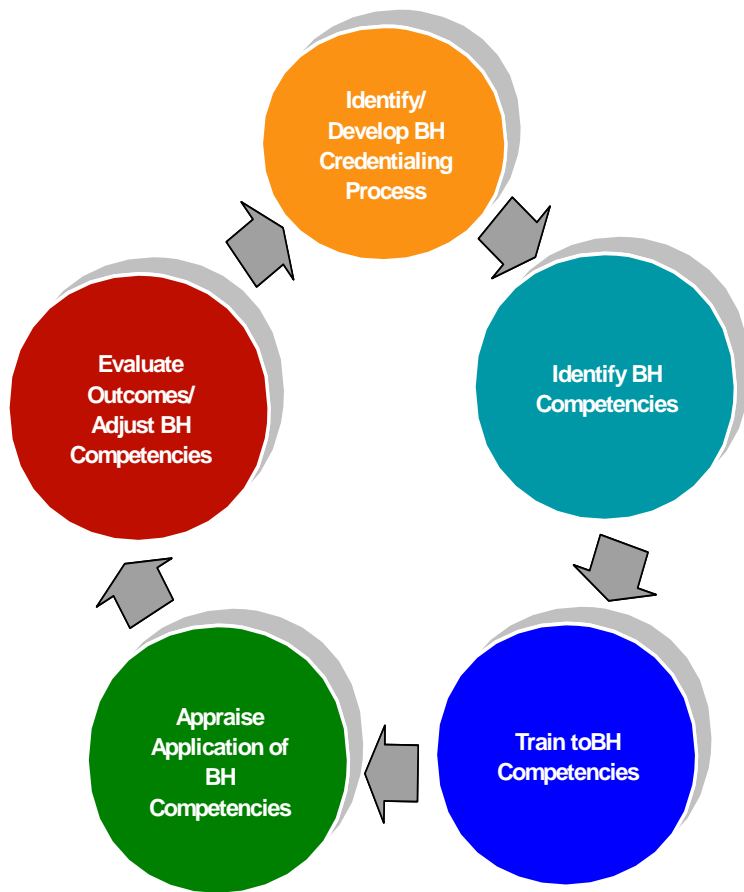 Identify/
Develop BH
Credentialing
Process
Identify BH
Competencies
Train toBH
Competencies
Appraise
Application of
BH
Competencies
Evaluate
Outcomes/
Adjust BH
Competencies